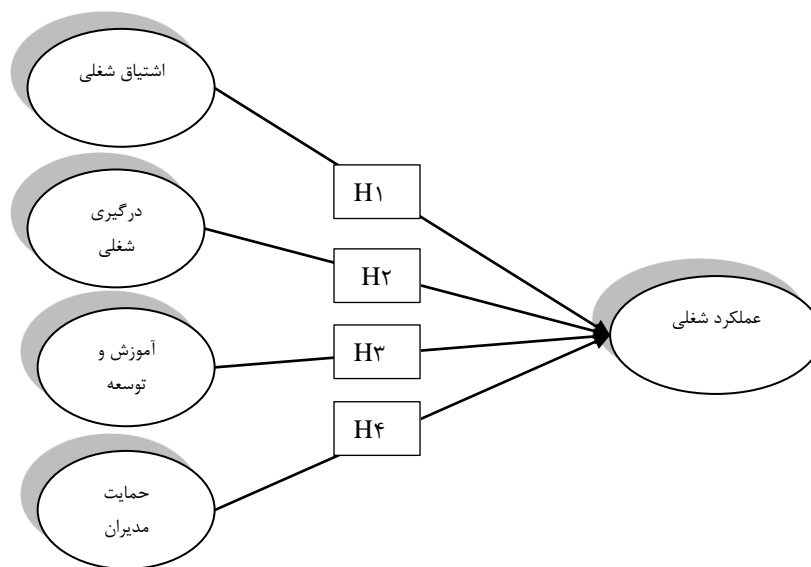 اشتیاق شغلی
H۱
درگیری
شغلی
H۲
عملکرد شغلی
آموزش و
توسعه
H۳
H۴
حمایت
مدیران